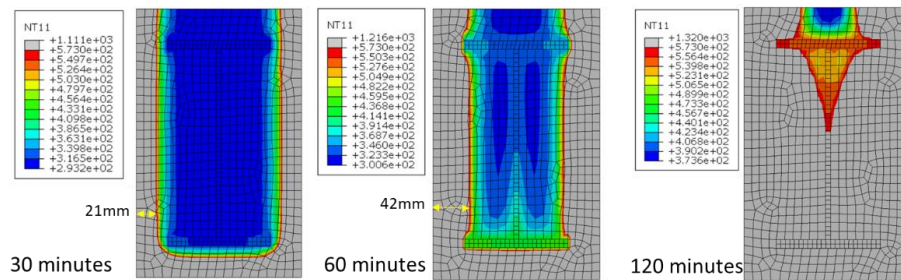 NT11
+1.111e+03
+5.730e+02
+5.497e+02
+5.264e+02
+5.030e+02
+4.797e+02
+4.564e+02
+4.331e+02
+4.098e+02
+3.865e+02
+3.631e+02
+3.398e+02
+3.165e+02
+2.932e+02
21mm
30 minutes
NT11
+1.216e+03
+5.730e+02
+5.503e+02
+5.276e+02
+5.049e+02
+4.822e+02
+4.595e+02
+4.368e+02
+4.141e+02
+3.914e+02
+3.687e+02
+3.460e+02
+3.233e+02
+3.006e+02
42mm
60 minutes
NT11
+1.320e+03
+5.730e+02
+5.564e+02
+5.398e+02
+5.231e+02
+5.065e+02
+4.899e+02
+4.733e+02
+4.567e+02
+4.401e+02
+4.234e+02
+4.068e+02
+3.902e+02
+3.736e+02
120 minutes